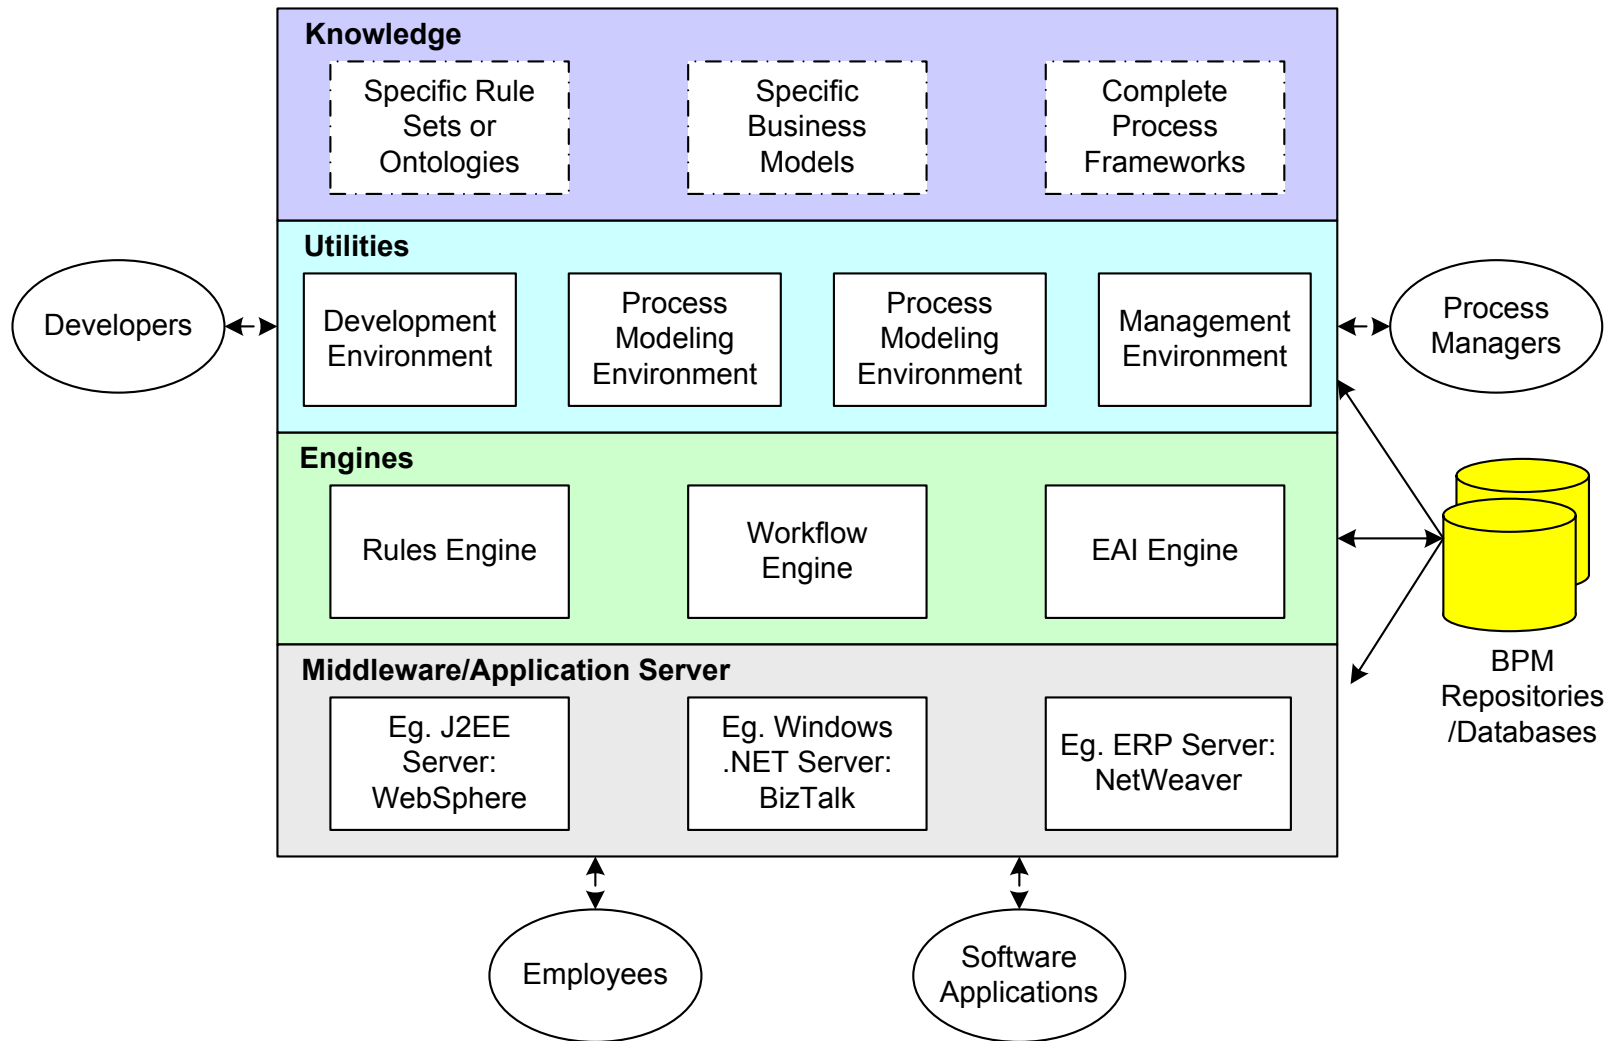 Knowledge
Specific Rule
Sets or
Ontologies
Specific
Business
Models
Complete
Process
Frameworks
Utilities
Developers
Development
Environment
Process
Modeling
Environment
Process
Modeling
Environment
Management
Environment
Process
Managers
Engines
Rules Engine
Workflow
Engine
EAI Engine
BPM
Repositories
/Databases
Middleware/Application Server
Eg. J2EE
Server:
WebSphere
Eg. Windows
.NET Server:
BizTalk
Eg. ERP Server:
NetWeaver
Employees
Software
Applications